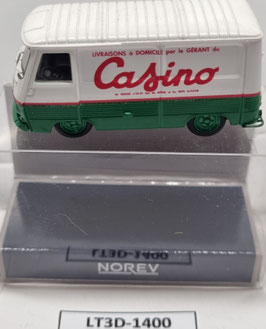 LIVRAISONS à DOMICILE par le GÉRANT du
Casino
NOREV
LT3D-1400